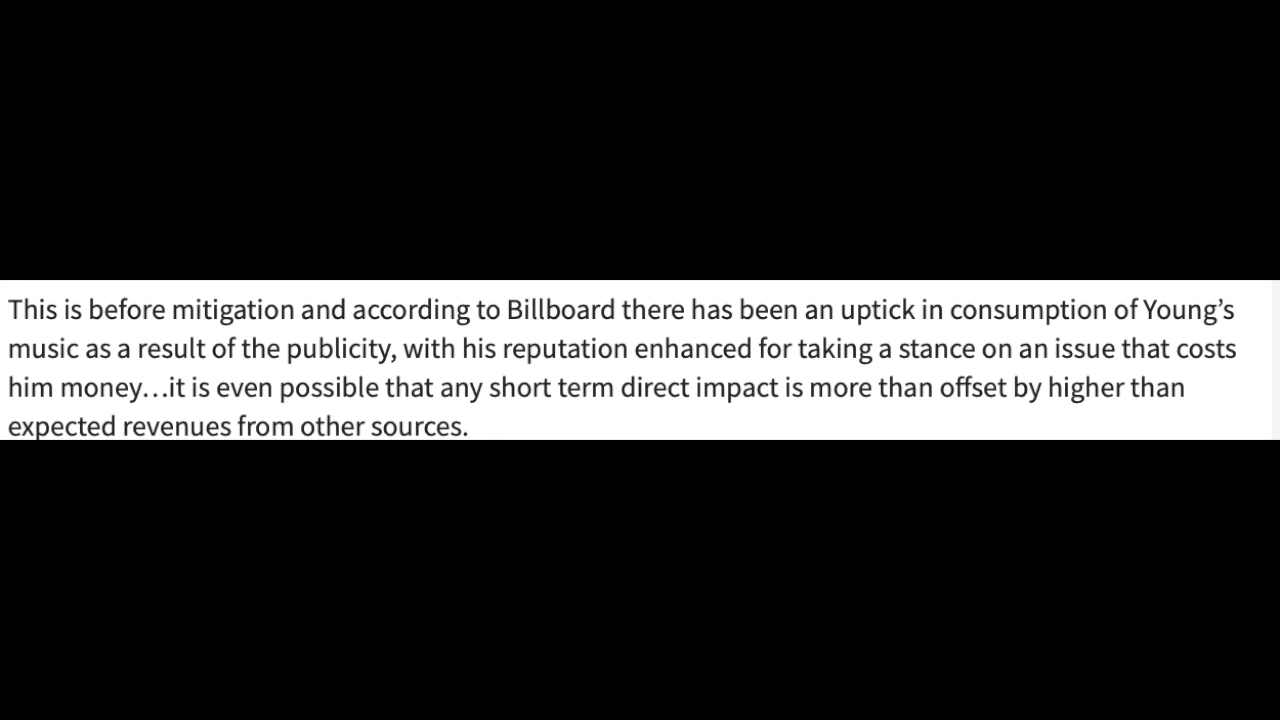 This is before mitigation and according to Billboard there has been an uptick in consumption of Young’s
music as a result of the publicity, with his reputation enhanced for taking a stance on an issue that costs
him money…it is even possible that any short term direct impact is more than offset by higher than
expected revenues from other sources.